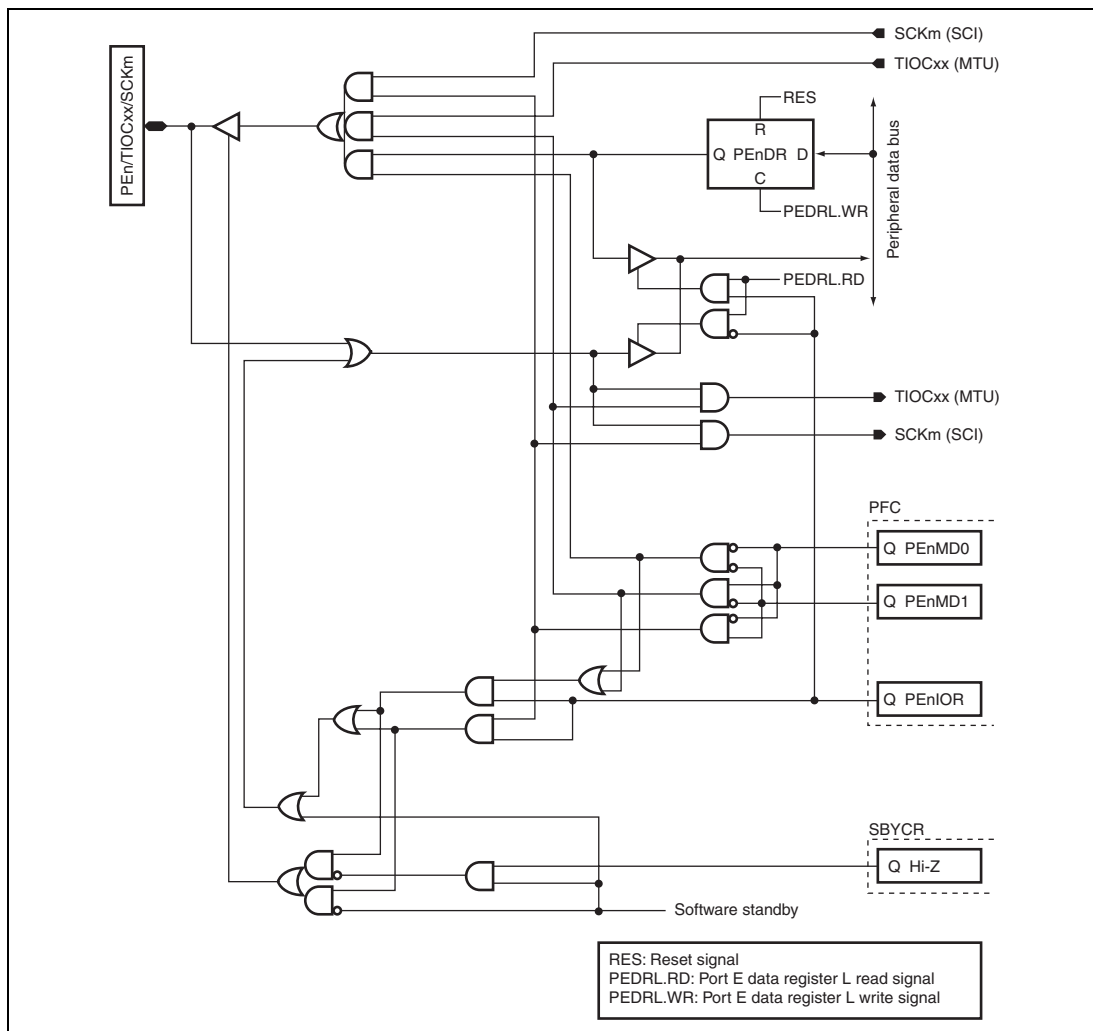 PEn/TIOCxx/SCKm
SCKm (SCI)
TIOCxx (MTU)
RES
R
Q PEnDR D
C
PEDRL.WR
Peripheral data bus
PEDRL.RD
TIOCxx (MTU)
SCKm (SCI)
PFC
Q PEnMD0
Q PEnMD1
Q PEnIOR
SBYCR
Q Hi-Z
Software standby
RES: Reset signal
PEDRL.RD: Port E data register L read signal
PEDRL.WR: Port E data register L write signal